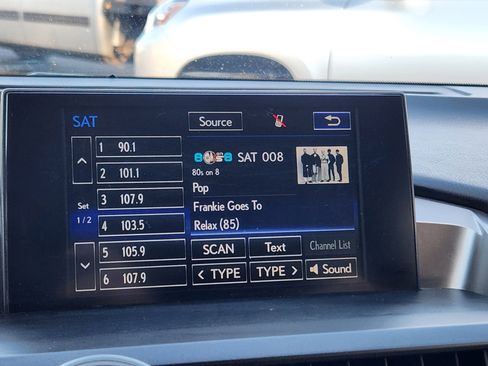 SAT Source
1 90.1
2 101.1
3 107.9
Set
1/2
4 103.5
5 105.9
6 107.9
SAT 008
80s on 8
Pop
Frankie Goes To
Relax (85)
SCAN Text Channel List
< TYPE TYPE > Sound